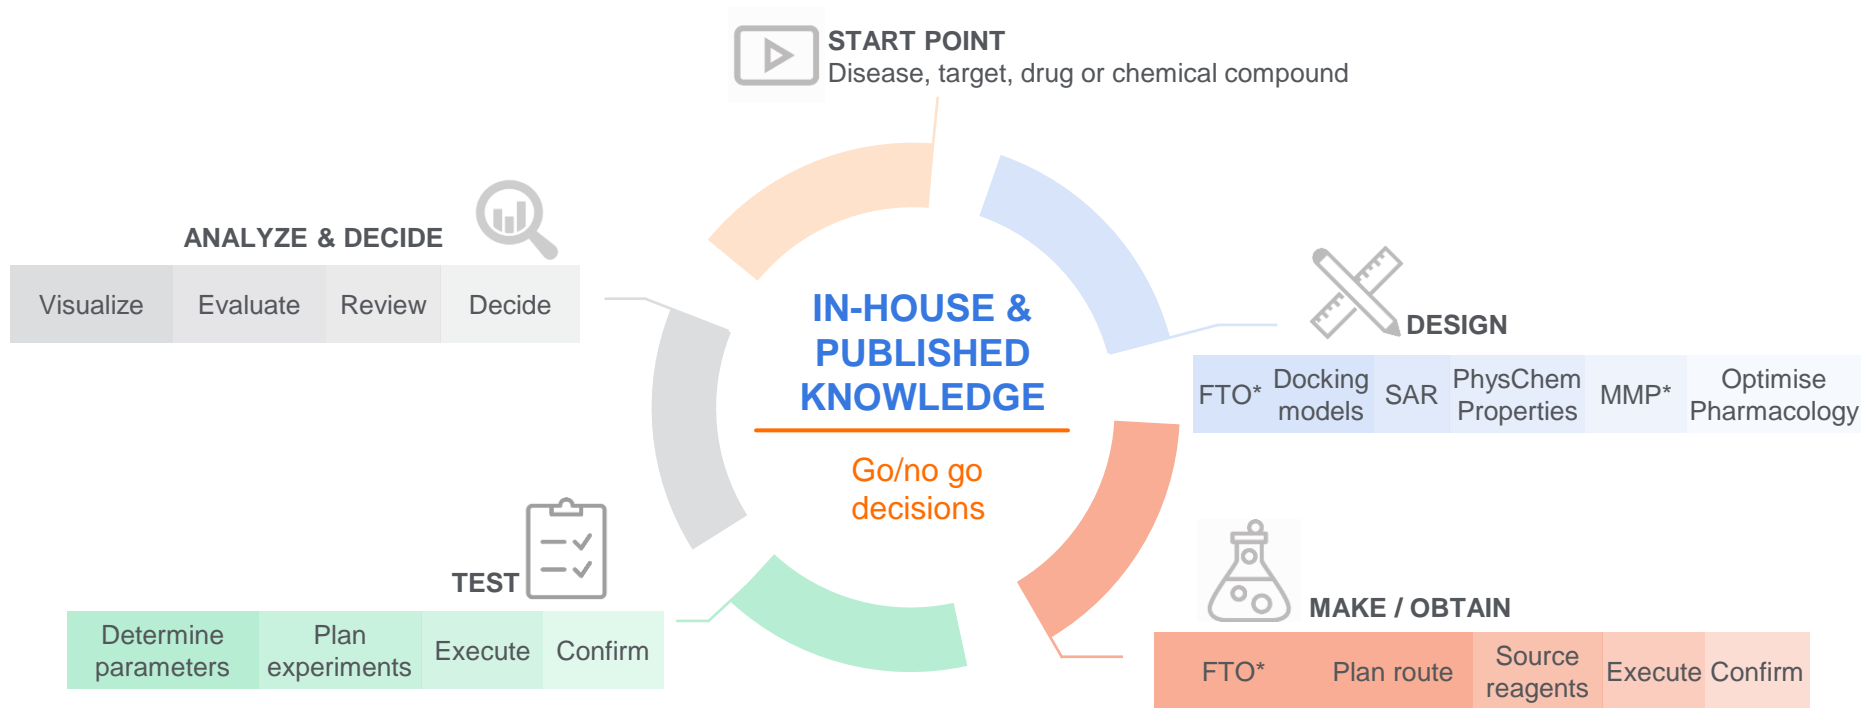 START POINT
Disease, target, drug or chemical compound
ANALYZE & DECIDE
Visualize Evaluate Review Decide
IN-HOUSE &
PUBLISHED
KNOWLEDGE
Go/no go
decisions
DESIGN
FTO* Docking models SAR PhysChem Properties MMP* Optimise Pharmacology
TEST
Determine parameters Plan experiments Execute Confirm
MAKE / OBTAIN
FTO* Plan route Source reagents Execute Confirm